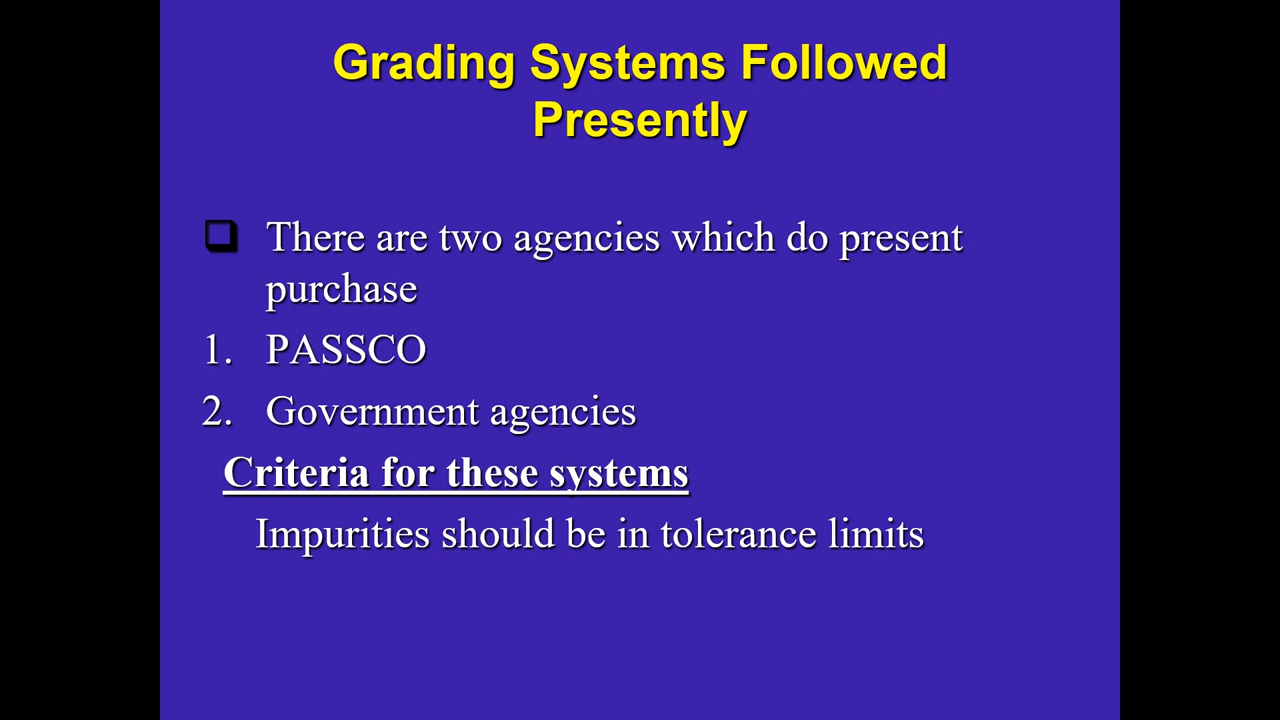 Grading Systems Followed
Presently
There are two agencies which do present
purchase
1. PASSCO
2. Government agencies
Criteria for these systems
Impurities should be in tolerance limits